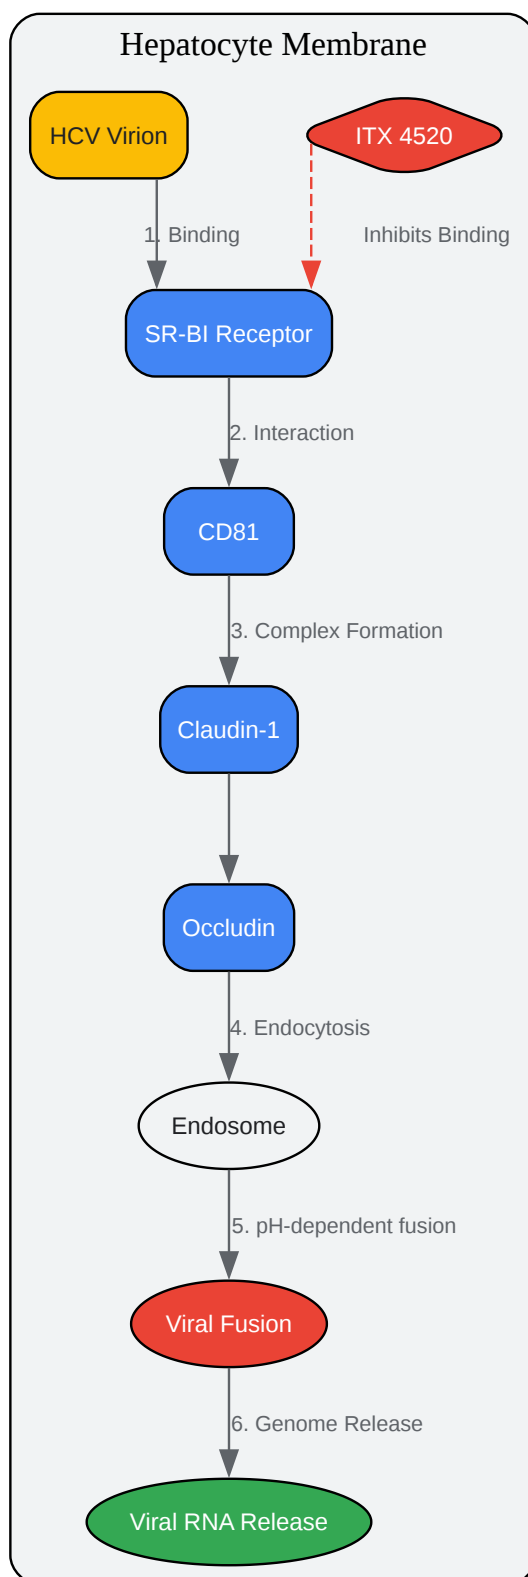 Hepatocyte Membrane
HCV Virion
ITX 4520
1. Binding
Inhibits Binding
SR-BI Receptor
2. Interaction
CD81
3. Complex Formation
Claudin-1
Occludin
4. Endocytosis
Endosome
5. pH-dependent fusion
Viral Fusion
6. Genome Release
Viral RNA Release